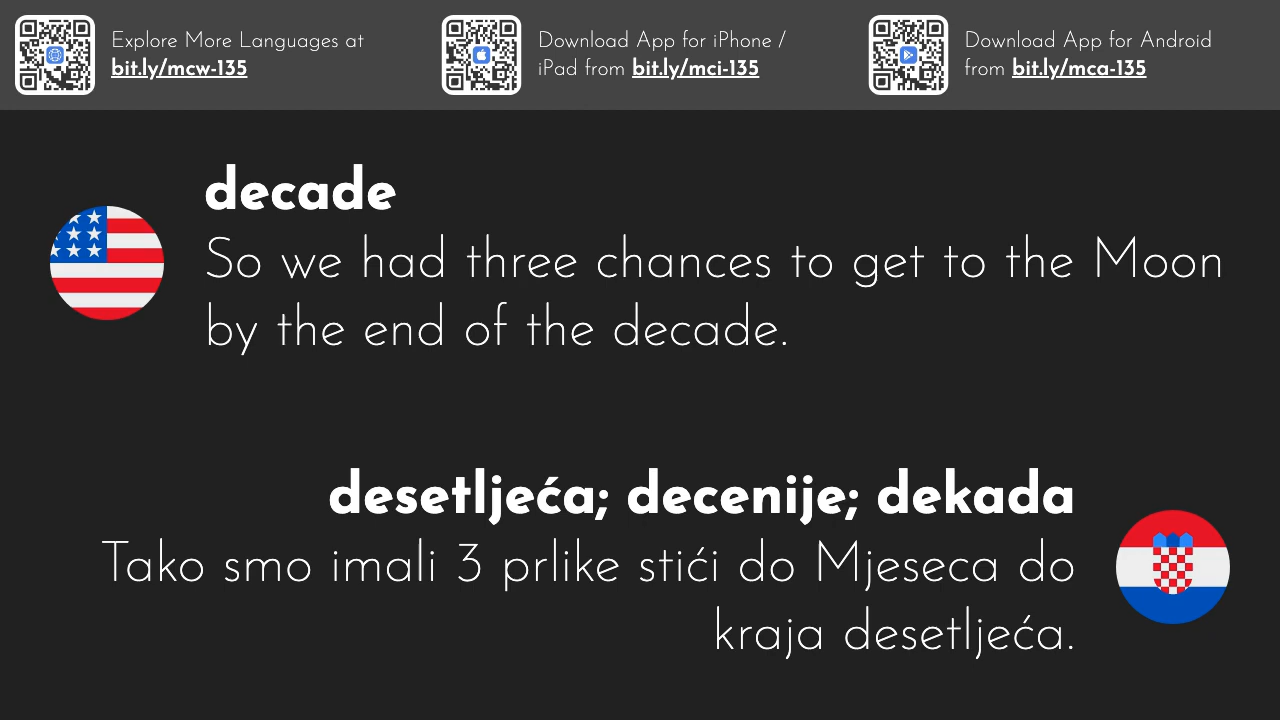 Explore More Languages at
bit.ly/mcw-135
Download App for iPhone /
iPad from bit.ly/mci-135
Download App for Android
from bit.ly/mca-135
decade
So we had three chances to get to the Moon
by the end of the decade.
desetljeća; decenije; dekada
Tako smo imali 3 prlike stići do Mjeseca do
kraja desetljeća.